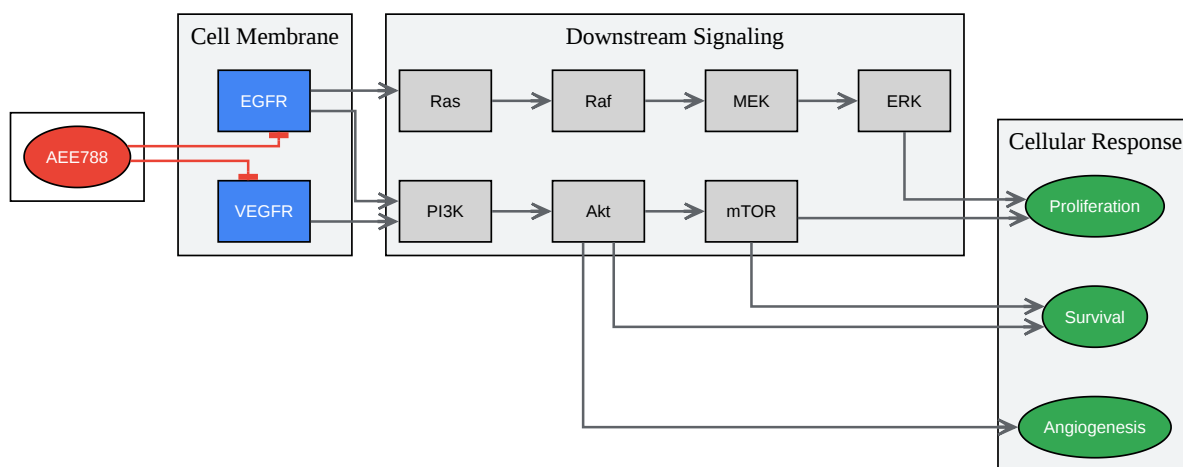 Cell Membrane
Downstream Signaling
EGFR
Ras
Raf
MEK
ERK
Cellular Response
AEE788
VEGFR
PI3K
Akt
mTOR
Proliferation
Survival
Angiogenesis